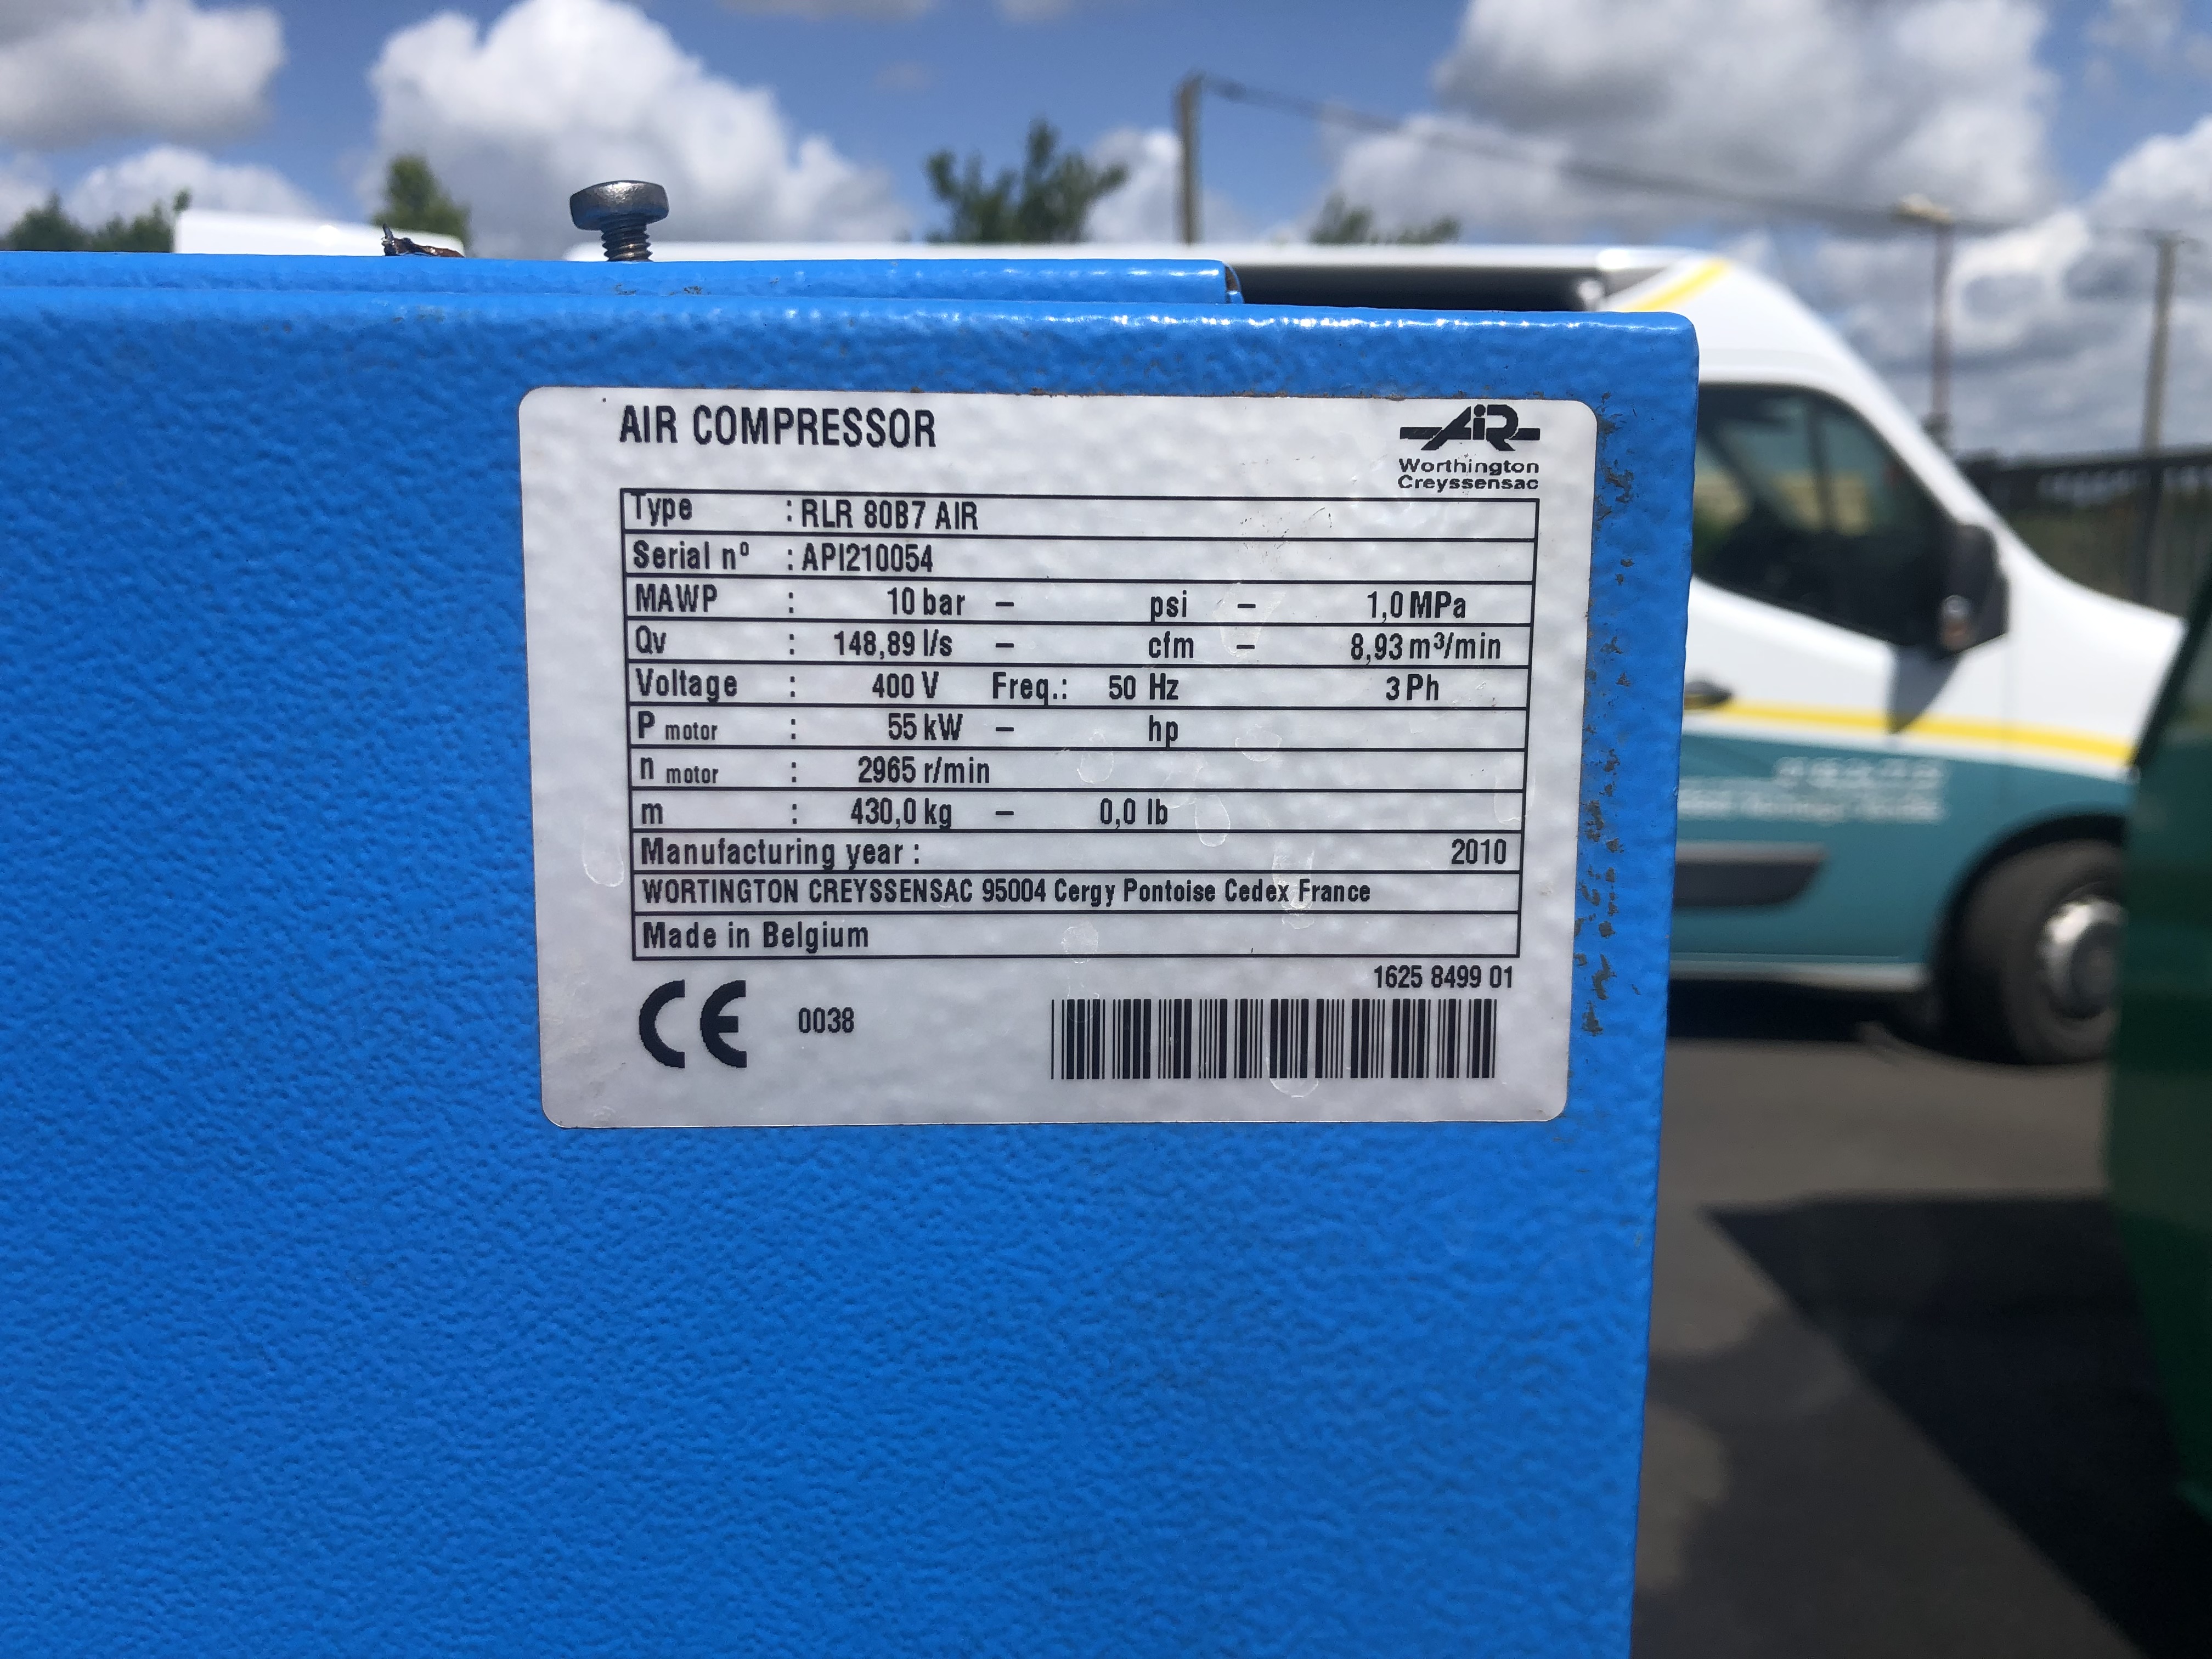 AIR COMPRESSOR
AiR
Worthington
Creyssensac
Type : RLR 80B7 AIR
Serial nº : API210054
MAWP : 10 bar – psi – 1,0 MPa
Qv : 148,89 l/s – cfm – 8,93 m³/min
Voltage : 400 V Freq.: 50 Hz 3 Ph
P motor : 55 kW – hp
n motor : 2965 r/min
m : 430,0 kg – 0,0 lb
Manufacturing year : 2010
WORTINGTON CREYSSENSAC 95004 Cergy Pontoise Cedex France
Made in Belgium
1625 8499 01
CE 0038